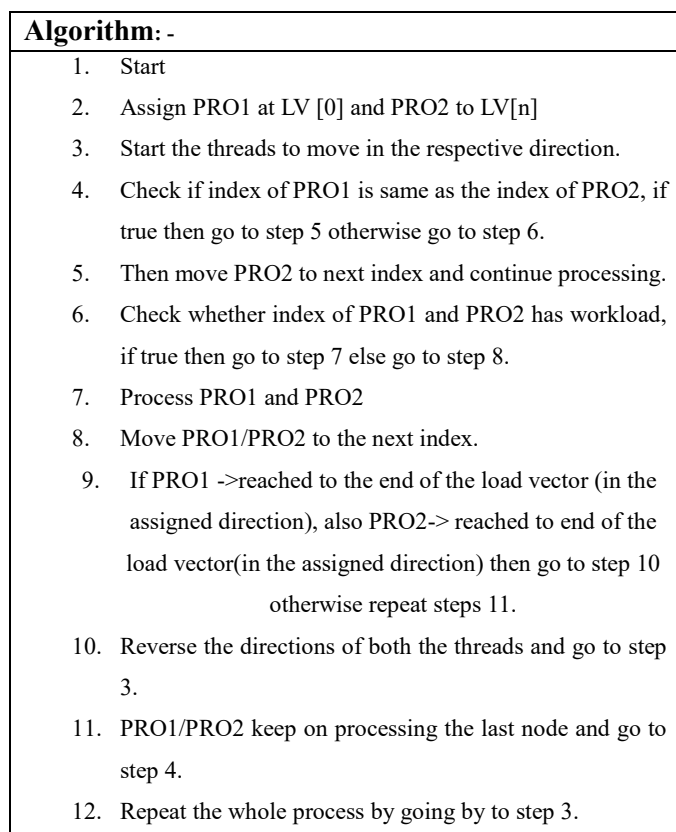 Algorithm: -
1. Start
2. Assign PRO1 at LV [0] and PRO2 to LV[n]
3. Start the threads to move in the respective direction.
4. Check if index of PRO1 is same as the index of PRO2, if
true then go to step 5 otherwise go to step 6.
5. Then move PRO2 to next index and continue processing.
6. Check whether index of PRO1 and PRO2 has workload,
if true then go to step 7 else go to step 8.
7. Process PRO1 and PRO2
8. Move PRO1/PRO2 to the next index.
9. If PRO1 ->reached to the end of the load vector (in the
assigned direction), also PRO2-> reached to end of the
load vector(in the assigned direction) then go to step 10
otherwise repeat steps 11.
10. Reverse the directions of both the threads and go to step
3.
11. PRO1/PRO2 keep on processing the last node and go to
step 4.
12. Repeat the whole process by going by to step 3.